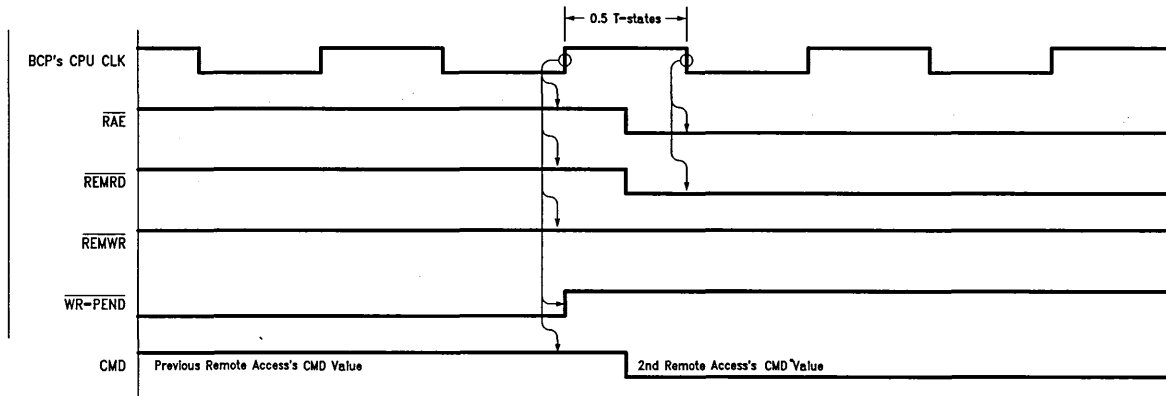 0.5 T-states
BCP's CPU CLK
RAE
REMRD
REMWR
WR-PEND
CMD
Previous Remote Access's CMD Value
2nd Remote Access's CMD Value